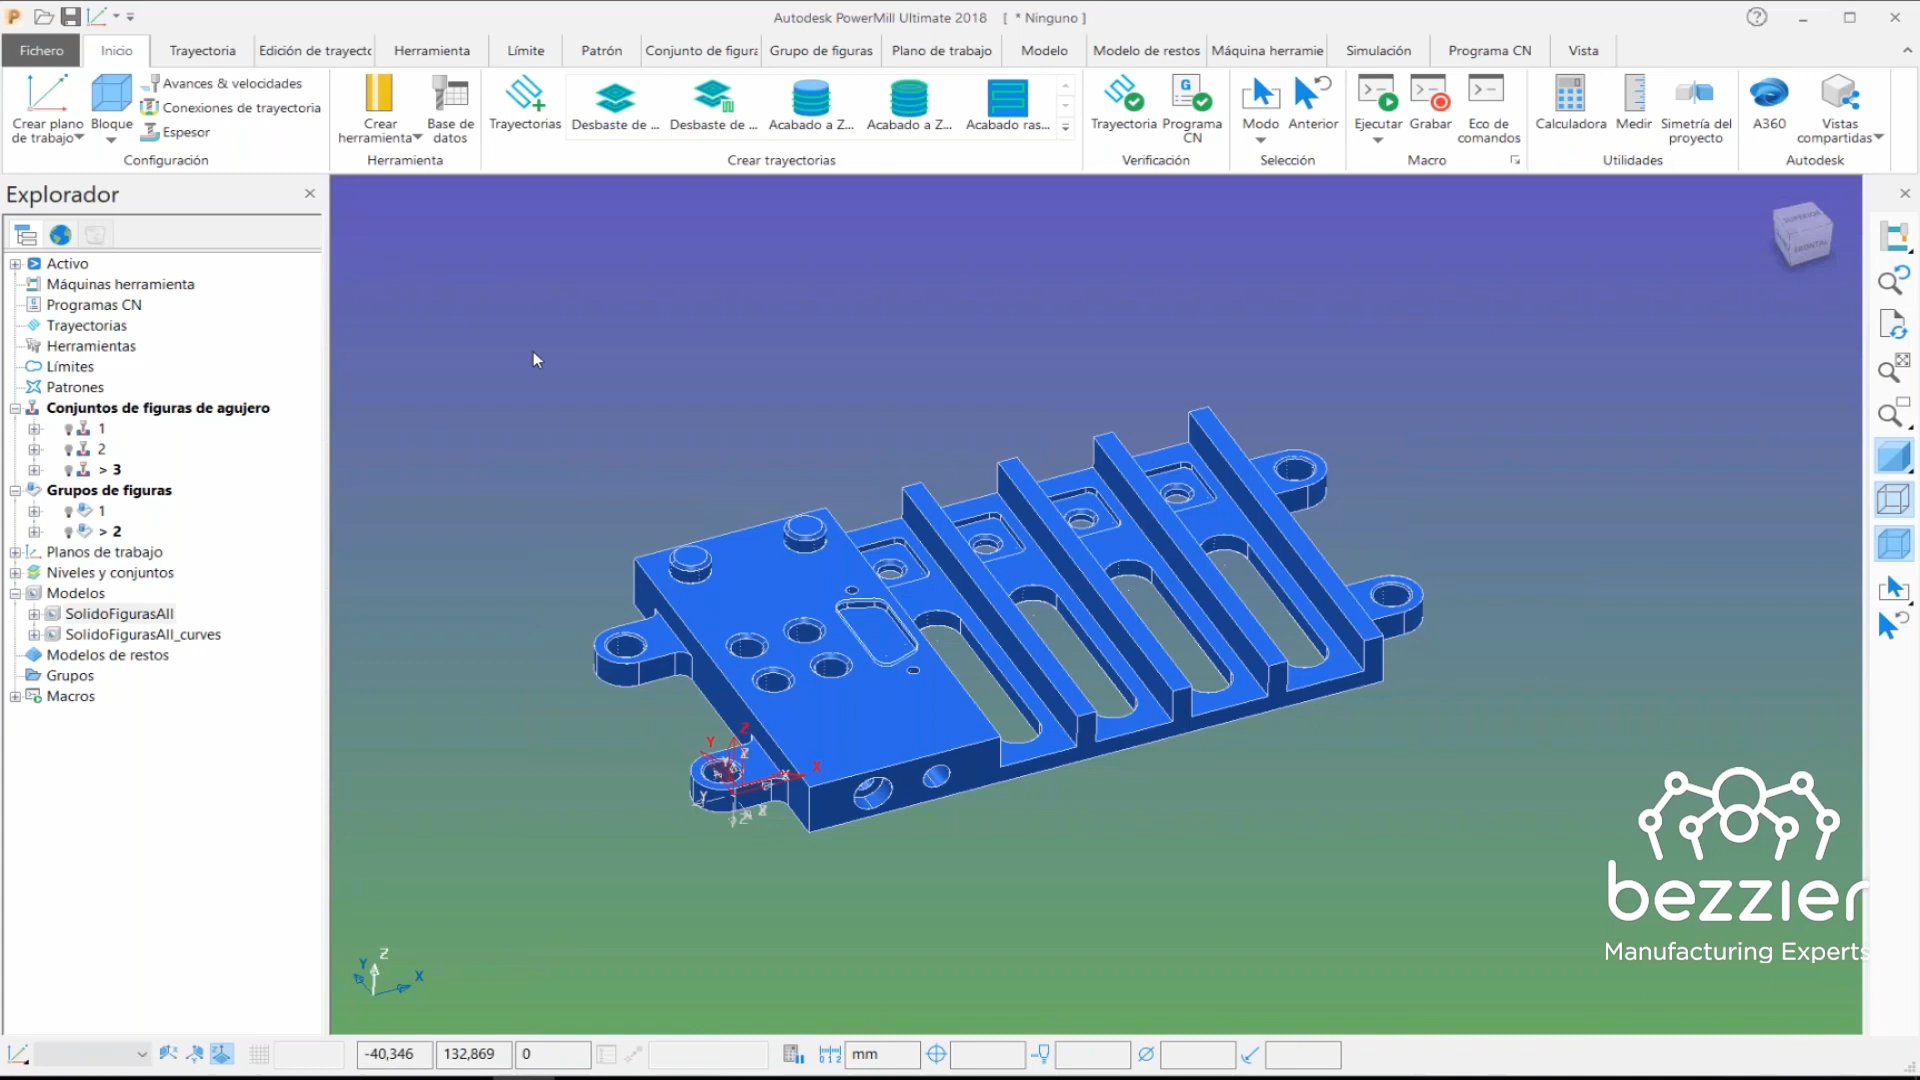 Autodesk PowerMill Ultimate 2018 [ * Ninguno ]
Fichero Inicio Trayectoria Edición de trayecto Herramienta Límite Patrón Conjunto de figura Grupo de figuras Plano de trabajo Modelo Modelo de restos Máquina herramie Simulación Programa CN Vista
Crear plano de trabajo
Bloque
Avances & velocidades
Conexiones de trayectoria
Espesor
Configuración
Crear herramienta
Base de datos
Herramienta
Trayectorias
Desbaste de ...
Desbaste de ...
Acabado a Z...
Acabado a Z...
Acabado ras...
Crear trayectorias
Trayectoria
Programa CN
Verificación
Modo
Anterior
Selección
Ejecutar
Grabar
Eco de comandos
Macro
Calculadora
Medir
Simetría del proyecto
Utilidades
A360
Vistas compartidas
Autodesk
Explorador
Activo
Máquinas herramienta
Programas CN
Trayectorias
Herramientas
Límites
Patrones
Conjuntos de figuras de agujero
1
2
> 3
Grupos de figuras
1
> 2
Planos de trabajo
Niveles y conjuntos
Modelos
SolidoFigurasAll
SolidoFigurasAll_curves
Modelos de restos
Grupos
Macros
SUPERIOR
FRONTAL
Z
Y
X
Z
Y
X
bezzier
Manufacturing Experts
-40,346 132,869 0 mm